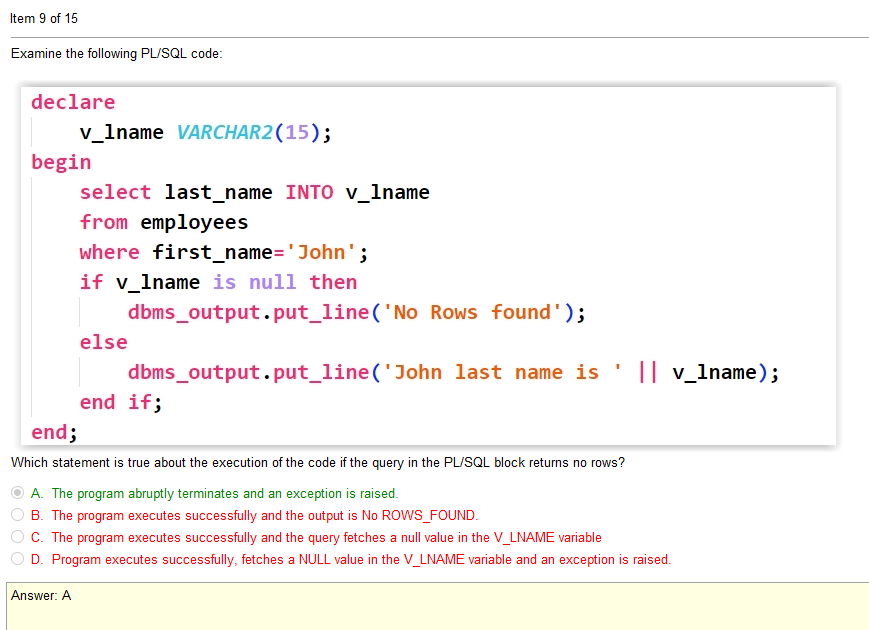 Item 9 of 15
Examine the following PL/SQL code:
declare
v_lname VARCHAR2(15);
begin
select last_name INTO v_lname
from employees
where first_name='John';
if v_lname is null then
dbms_output.put_line('No Rows found');
else
dbms_output.put_line('John last name is ' || v_lname);
end if;
end;
Which statement is true about the execution of the code if the query in the PL/SQL block returns no rows?
A. The program abruptly terminates and an exception is raised.
B. The program executes successfully and the output is No ROWS_FOUND.
C. The program executes successfully and the query fetches a null value in the V_LNAME variable
D. Program executes successfully, fetches a NULL value in the V_LNAME variable and an exception is raised.
Answer: A